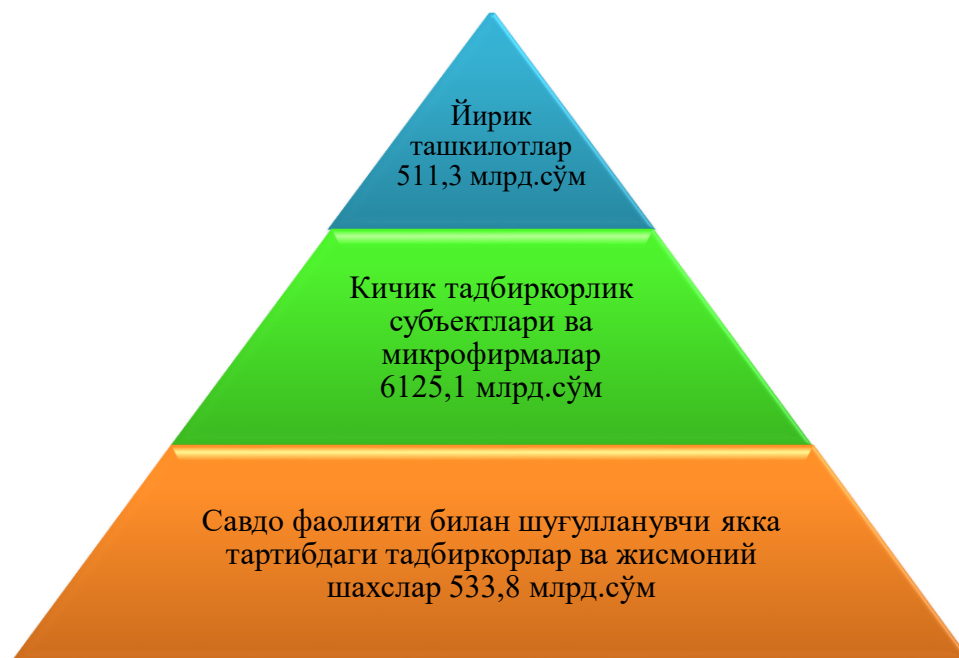 Йирик
ташкилотлар
511,3 млрд.сўм
Кичик тадбиркорлик
субъектлари ва
микрофирмалар
6125,1 млрд.сўм
Савдо фаолияти билан шуғулланувчи якка
тартибдаги тадбиркорлар ва жисмоний
шахслар 533,8 млрд.сўм